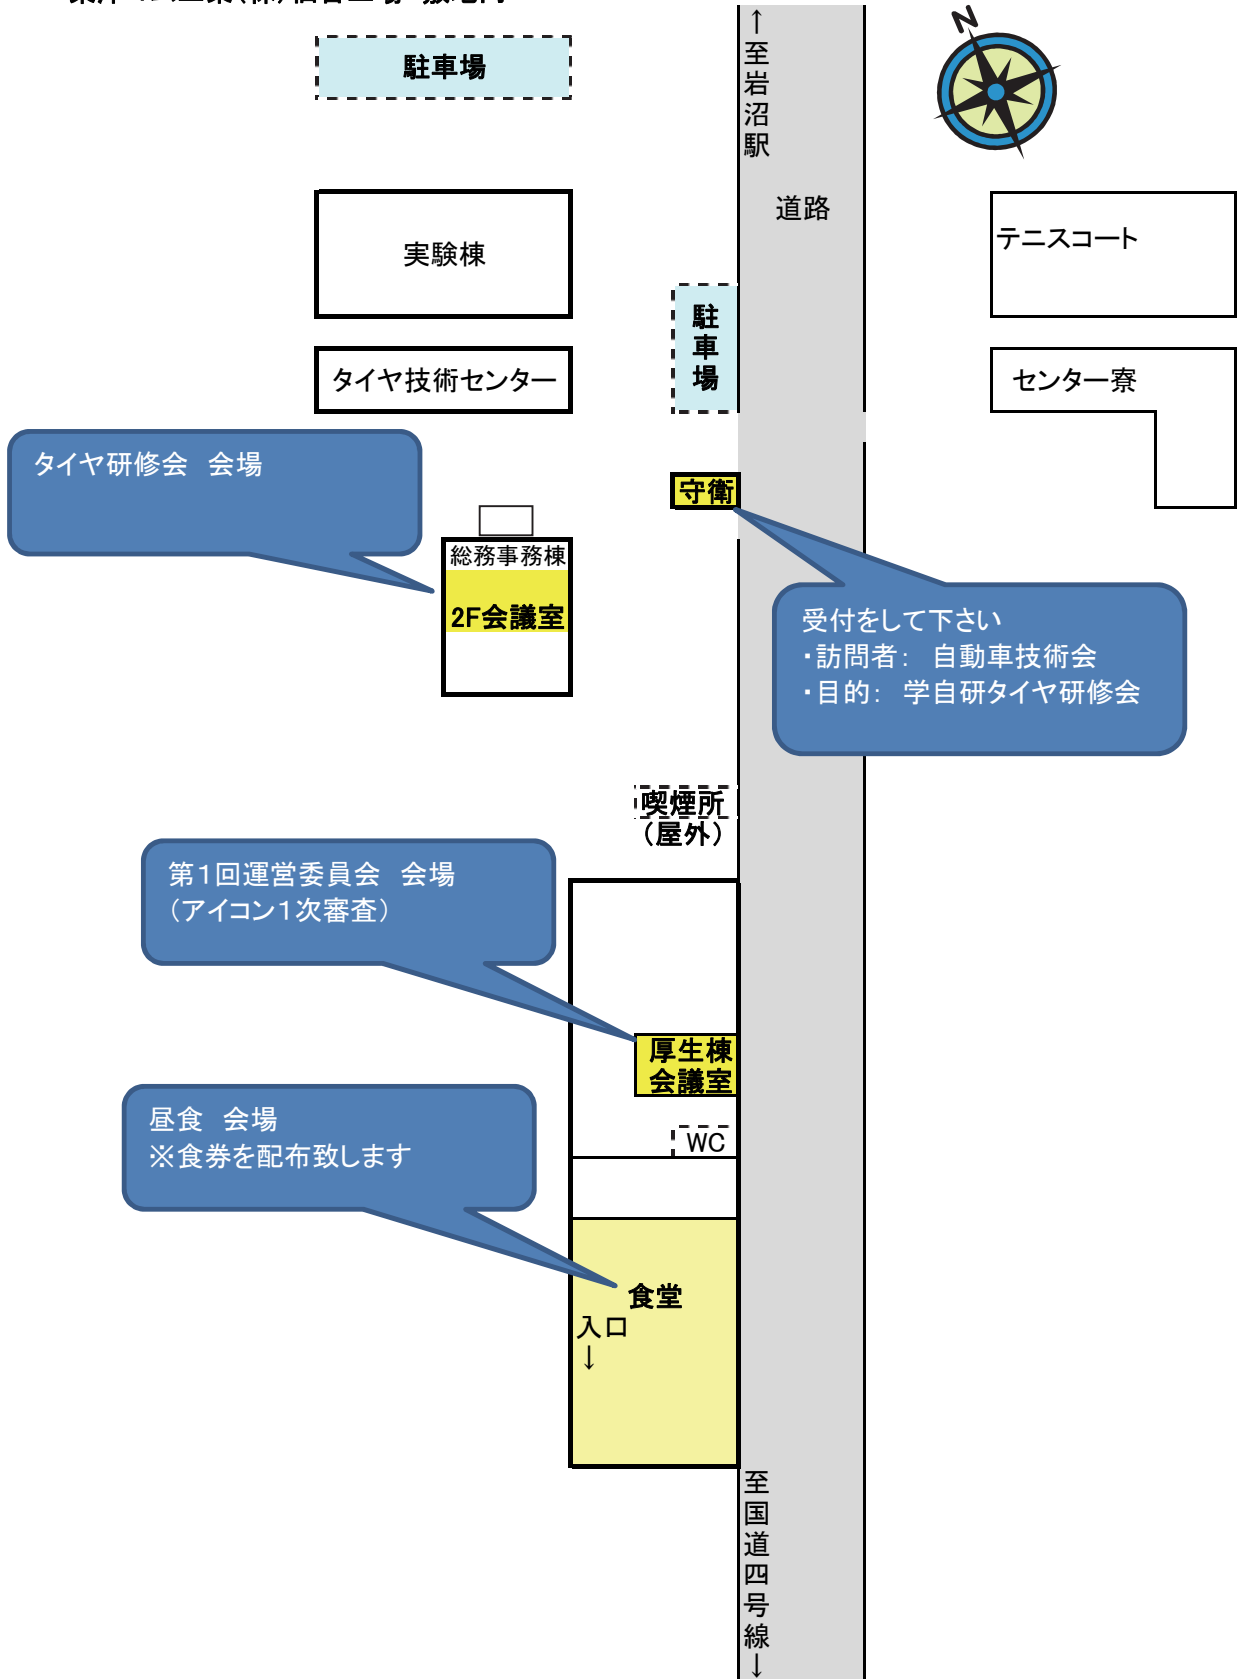 駐車場
↑至岩沼駅
N
道路
実験棟
テニスコート
駐車場
タイヤ技術センター
センター寮
タイヤ研修会　会場
守衛
総務事務棟
2F会議室
受付をして下さい
・訪問者：　自動車技術会
・目的：　学自研タイヤ研修会
喫煙所
（屋外）
第１回運営委員会　会場
（アイコン１次審査）
厚生棟
会議室
昼食　会場
※食券を配布致します
WC
食堂
入口
↓
至国道四号線→